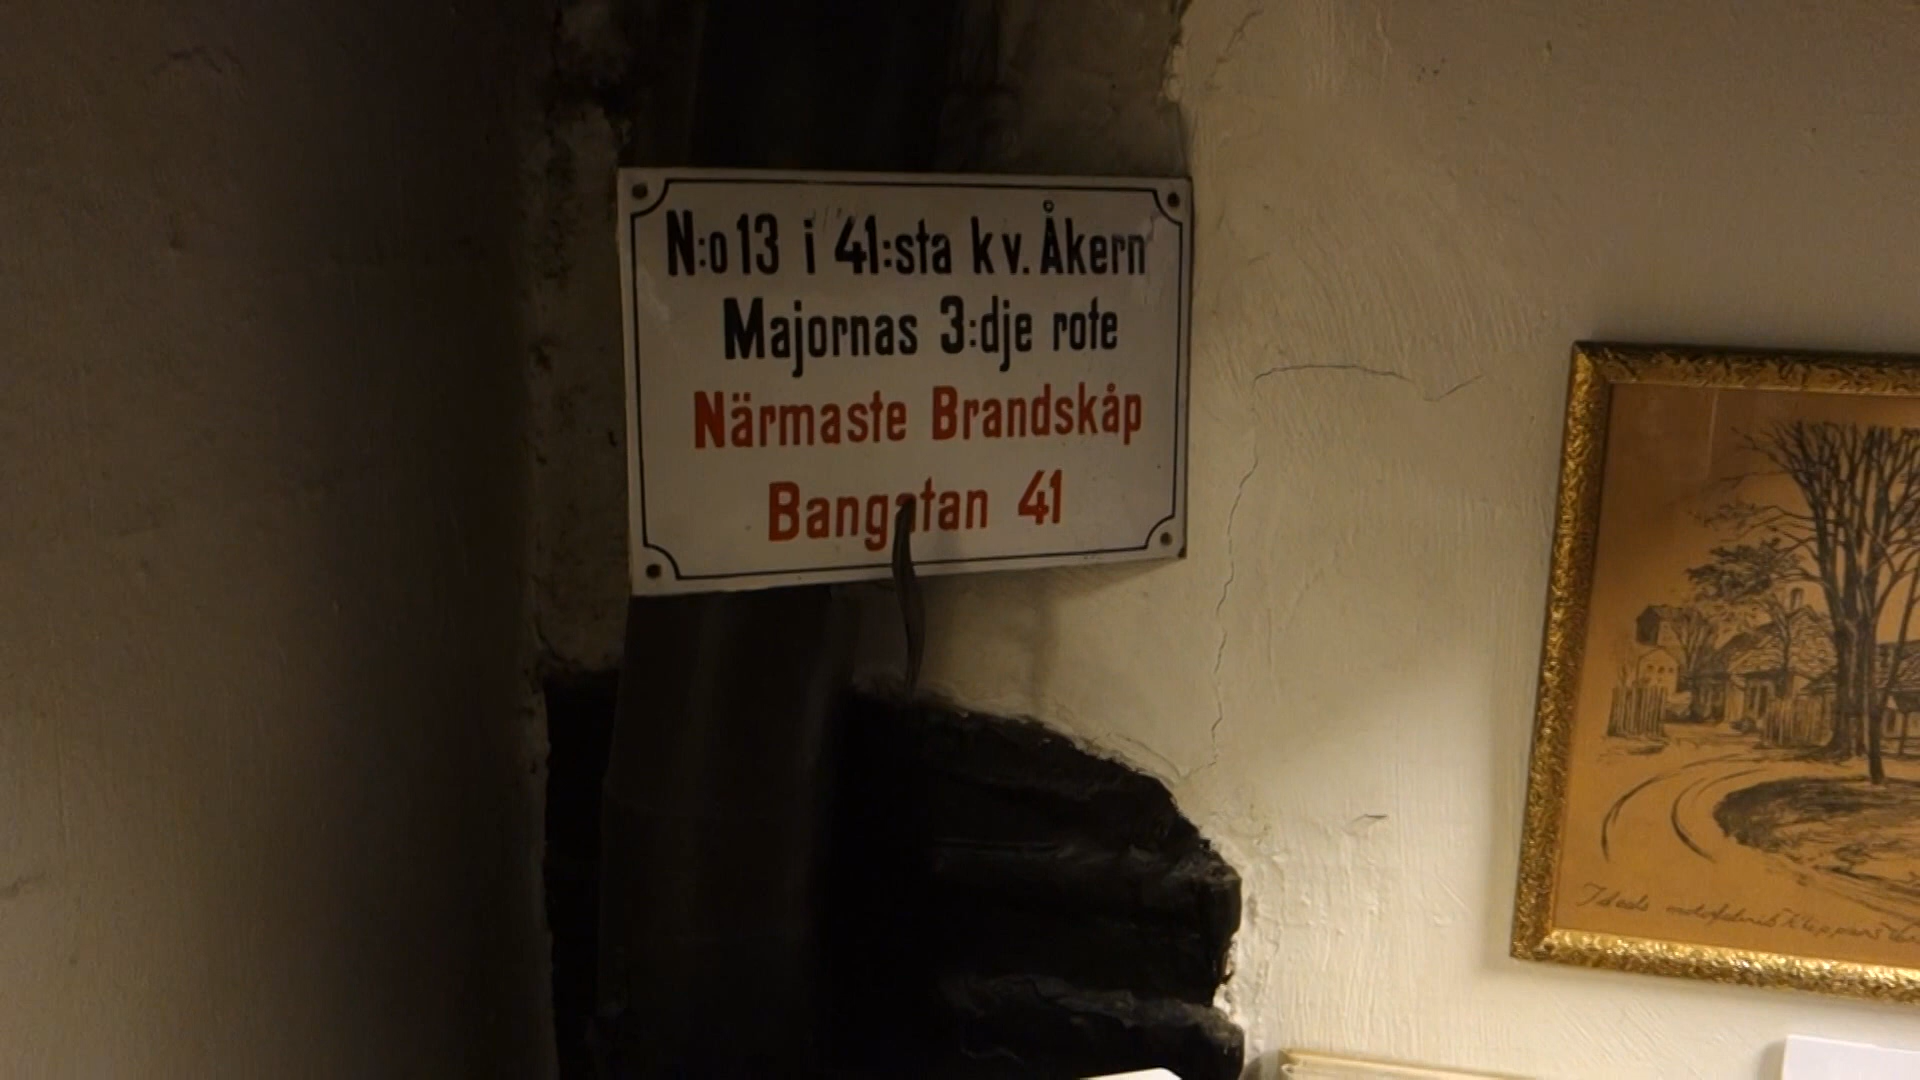 N:o 13 i 41:sta kv. Åkern
Majornas 3:dje rote
Närmaste Brandskåp
Bangatan 41